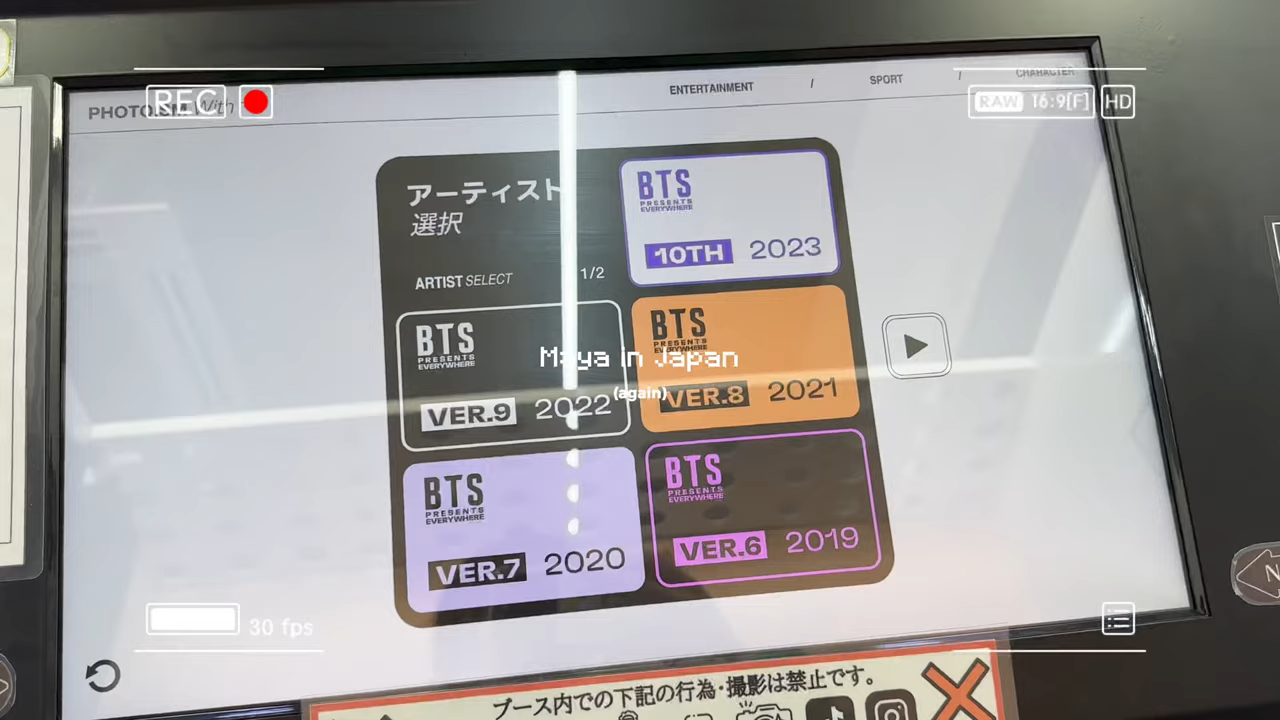 REC
RAW 16:9[F] HD
ENTERTAINMENT / SPORT / CHARACTER
アーティスト
選択
ARTIST SELECT 1/2
BTS
PRESENTS
EVERYWHERE
10TH 2023
BTS
PRESENTS
EVERYWHERE
VER.9 2022
BTS
PRESENTS
EVERYWHERE
VER.8 2021
Maya in Japan
(again)
BTS
PRESENTS
EVERYWHERE
VER.7 2020
BTS
PRESENTS
EVERYWHERE
VER.6 2019
30 fps
ブース内での下記の行為・撮影は禁止です。